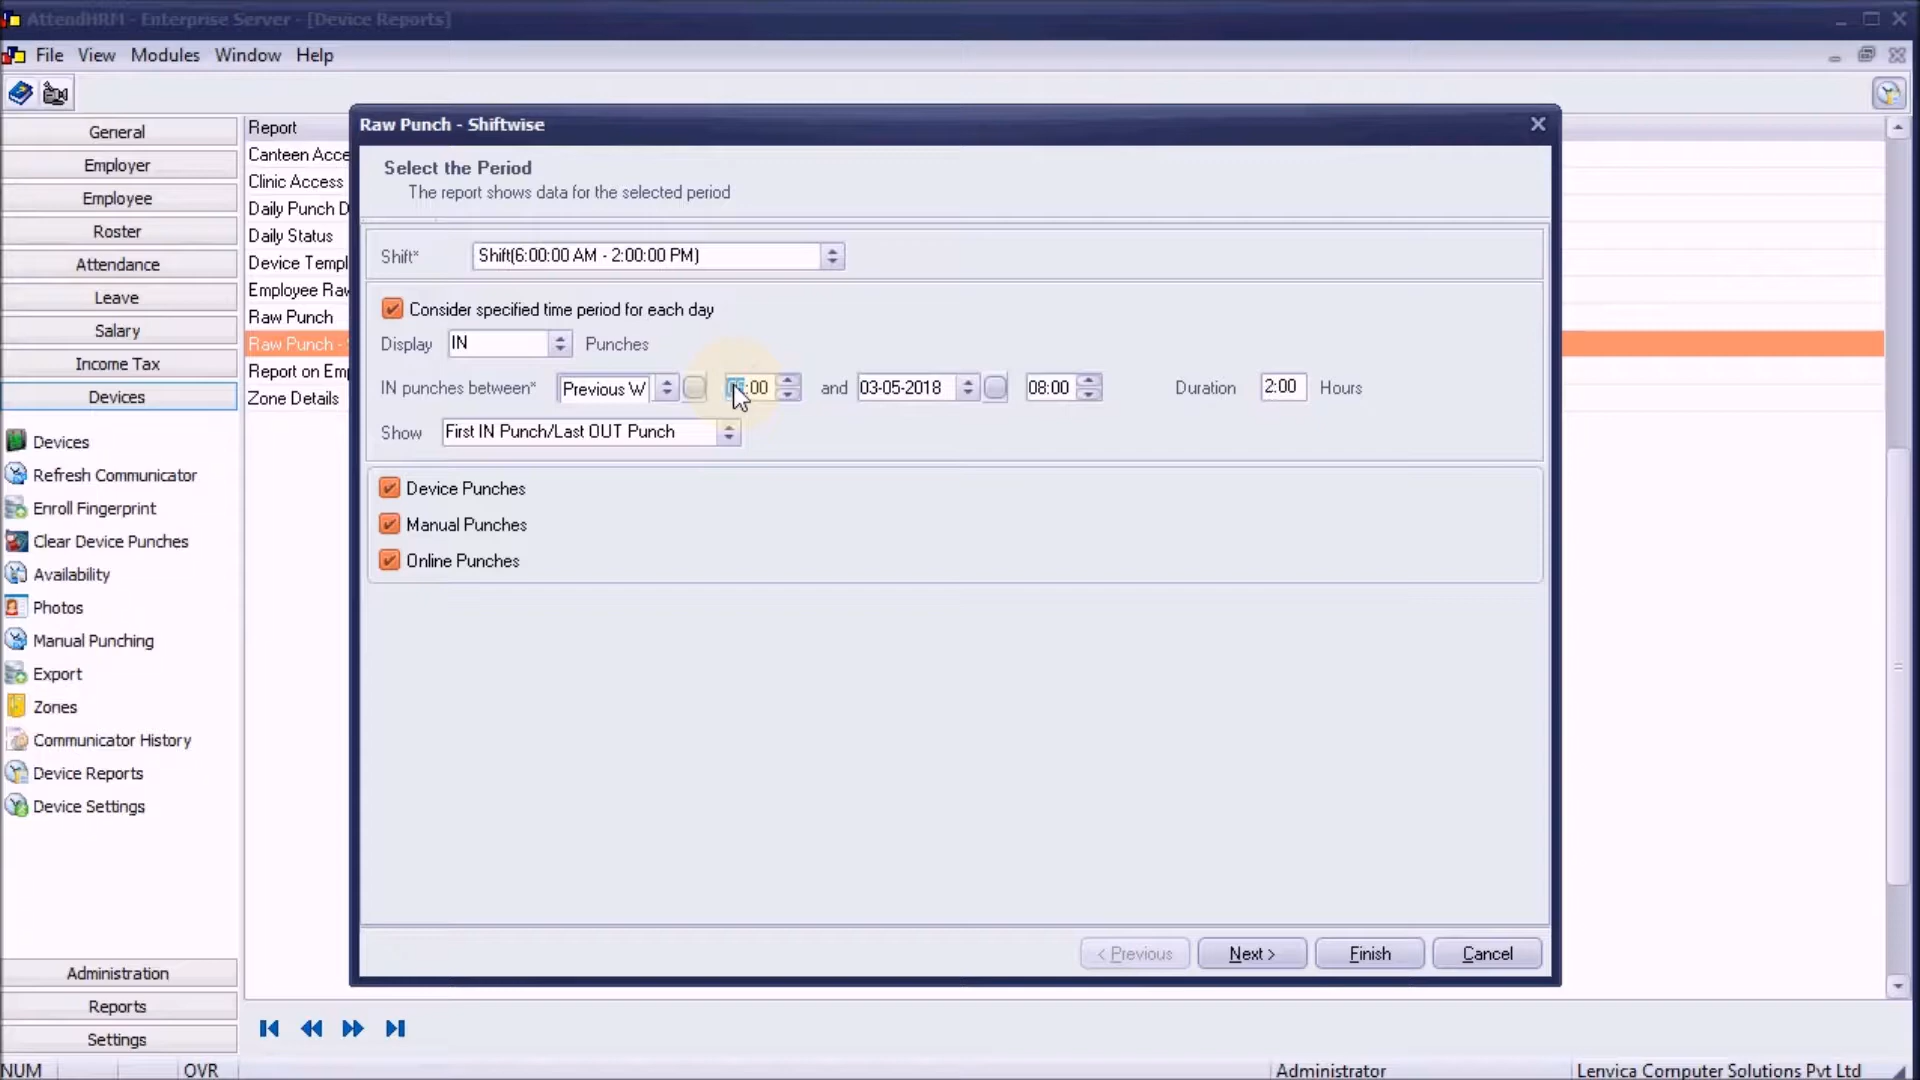 AttendHRM - Enterprise Server - [Device Reports]
File View Modules Window Help
General
Employer
Employee
Roster
Attendance
Leave
Salary
Income Tax
Devices
Devices
Refresh Communicator
Enroll Fingerprint
Clear Device Punches
Availability
Photos
Manual Punching
Export
Zones
Communicator History
Device Reports
Device Settings
Administration
Reports
Settings
Report
Canteen Acce
Clinic Access
Daily Punch D
Daily Status
Device Templ
Employee Raw
Raw Punch
Raw Punch -
Report on Emp
Zone Details
Raw Punch - Shiftwise
Select the Period
The report shows data for the selected period
Shift* Shift(6:00:00 AM - 2:00:00 PM)
Consider specified time period for each day
Display IN Punches
IN punches between* Previous W :00 and 03-05-2018 08:00 Duration 2:00 Hours
Show First IN Punch/Last OUT Punch
Device Punches
Manual Punches
Online Punches
< Previous Next > Finish Cancel
NUM OVR Administrator Lenvica Computer Solutions Pvt Ltd